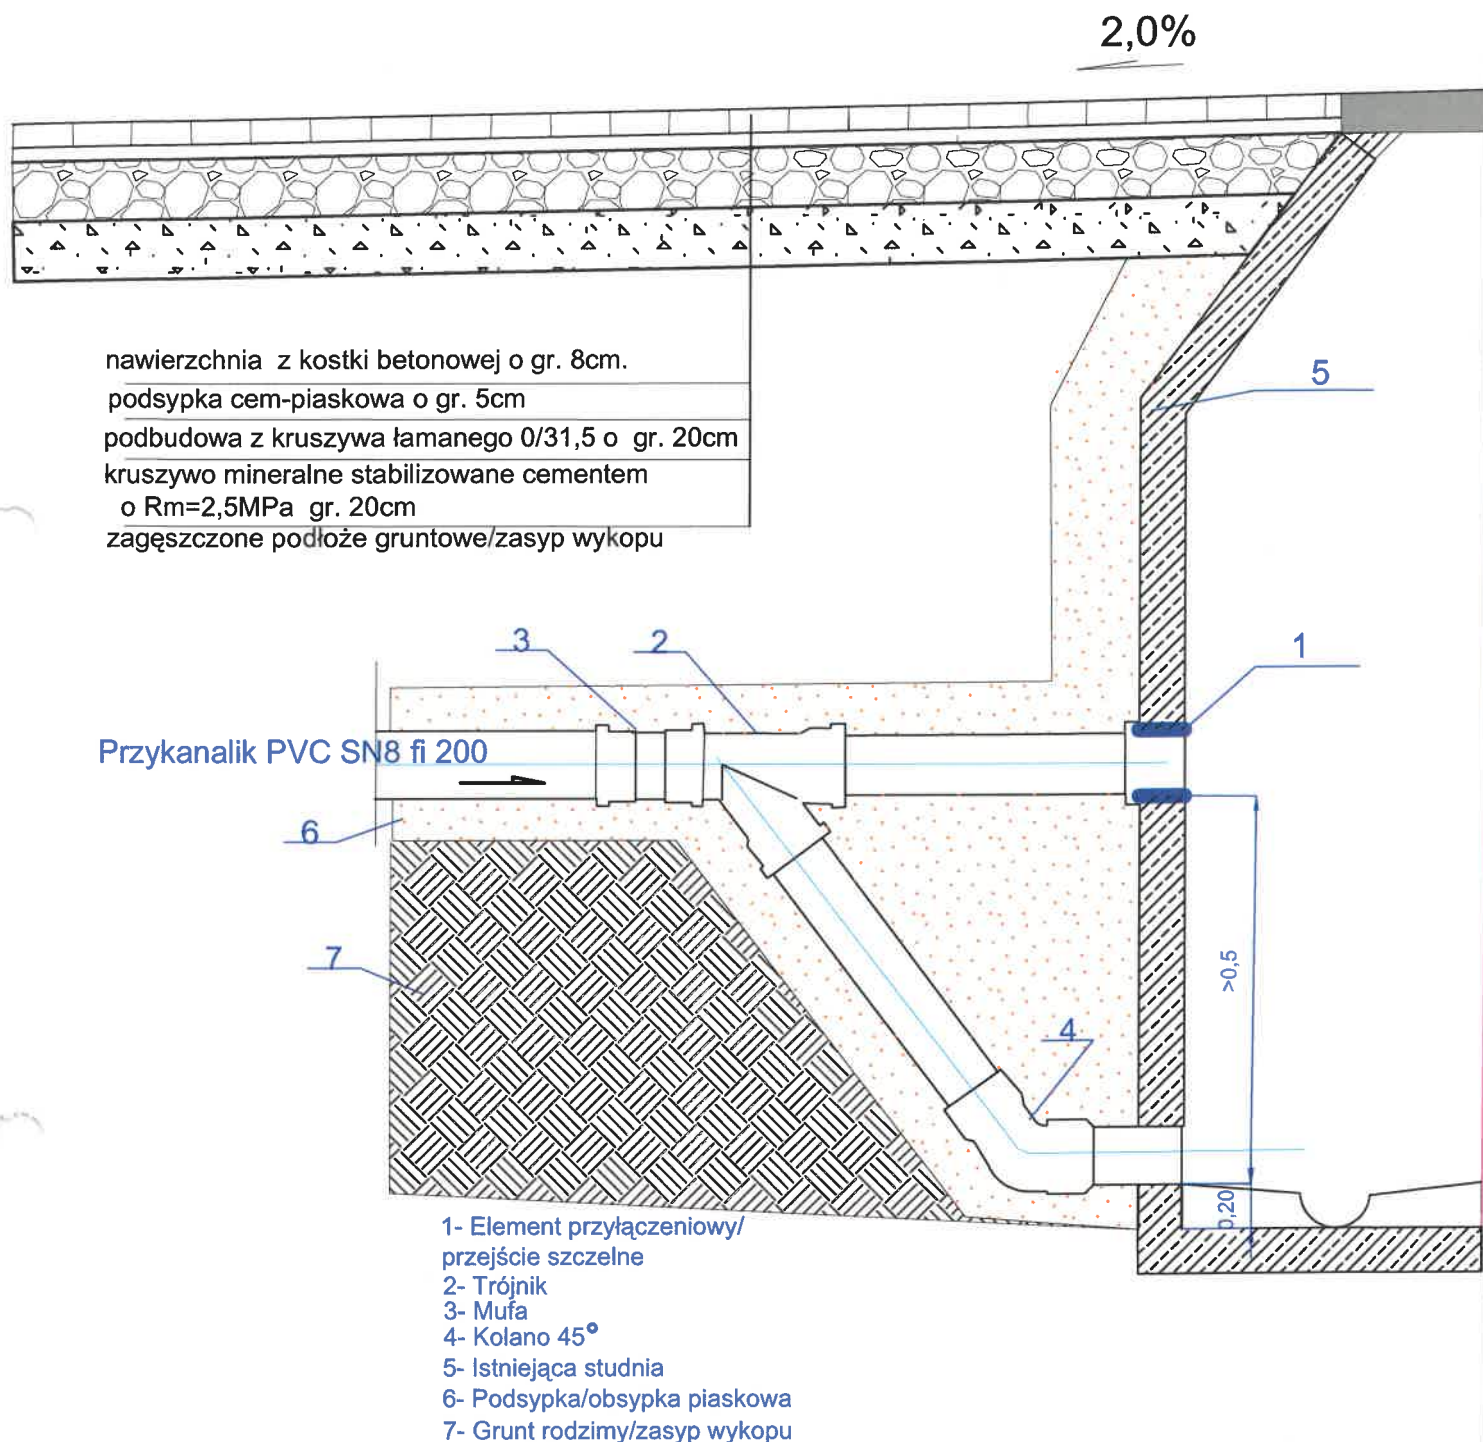 2,0%
nawierzchnia z kostki betonowej o gr. 8cm.
podsypka cem-piaskowa o gr. 5cm
podbudowa z kruszywa łamanego 0/31,5 o gr. 20cm
kruszywo mineralne stabilizowane cementem
o Rm=2,5MPa gr. 20cm
zagęszczone podłoże gruntowe/zasyp wykopu
5
3
2
1
Przykanalik PVC SN8 fi 200
6
7
>0,5
4
0,20
1- Element przyłączeniowy/
przejście szczelne
2- Trójnik
3- Mufa
4- Kolano 45°
5- Istniejąca studnia
6- Podsypka/obsypka piaskowa
7- Grunt rodzimy/zasyp wykopu